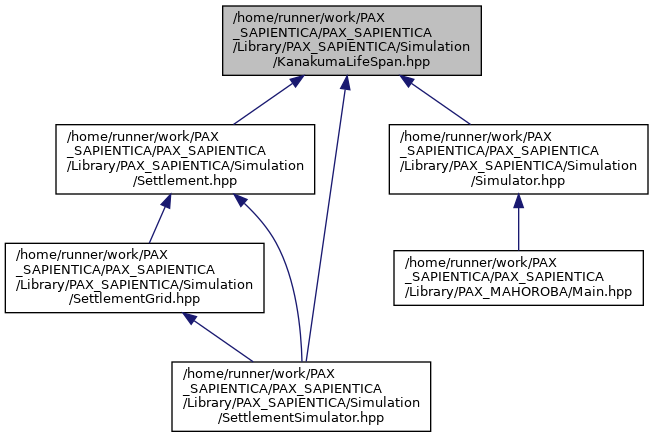 /home/runner/work/PAX
_SAPIENTICA/PAX_SAPIENTICA
/Library/PAX_SAPIENTICA/Simulation
/KanakumaLifeSpan.hpp
/home/runner/work/PAX
_SAPIENTICA/PAX_SAPIENTICA
/Library/PAX_SAPIENTICA/Simulation
/Settlement.hpp
/home/runner/work/PAX
_SAPIENTICA/PAX_SAPIENTICA
/Library/PAX_SAPIENTICA/Simulation
/Simulator.hpp
/home/runner/work/PAX
_SAPIENTICA/PAX_SAPIENTICA
/Library/PAX_SAPIENTICA/Simulation
/SettlementGrid.hpp
/home/runner/work/PAX
_SAPIENTICA/PAX_SAPIENTICA
/Library/PAX_MAHOROBA/Main.hpp
/home/runner/work/PAX
_SAPIENTICA/PAX_SAPIENTICA
/Library/PAX_SAPIENTICA/Simulation
/SettlementSimulator.hpp